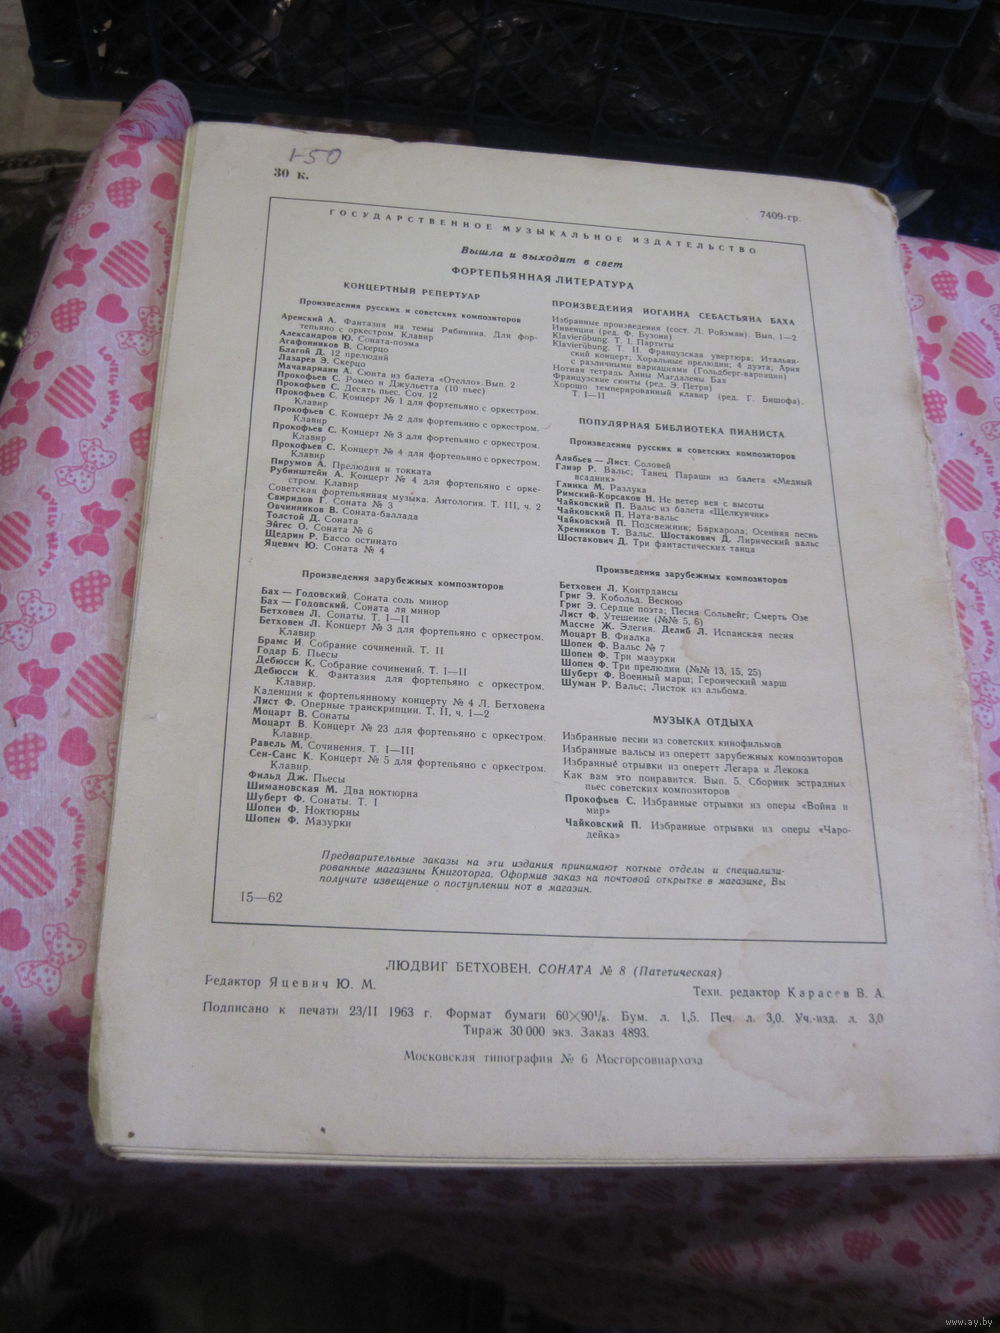 1-50
30 к.
7409-гр.
ГОСУДАРСТВЕННОЕ МУЗЫКАЛЬНОЕ ИЗДАТЕЛЬСТВО
Вышла и выходит в свет
ФОРТЕПЬЯННАЯ ЛИТЕРАТУРА
КОНЦЕРТНЫЙ РЕПЕРТУАР
Произведения русских и советских композиторов
Аренский А. Фантазия на темы Рябинина. Для фор-
тепьяно с оркестром. Клавир
Александров Ю. Соната-поэма
Агафонников В. Скерцо
Благой Д. 12 прелюдий
Лазарев Э. Скерцо
Мачавариани А. Сюита из балета «Отелло». Вып. 2
Прокофьев С. Ромео и Джульетта (10 пьес)
Прокофьев С. Десять пьес. Соч. 12
Прокофьев С. Концерт № 1 для фортепьяно с оркестром.
Клавир
Прокофьев С. Концерт № 2 для фортепьяно с оркестром.
Клавир
Прокофьев С. Концерт № 3 для фортепьяно с оркестром.
Клавир
Прокофьев С. Концерт № 4 для фортепьяно с оркестром.
Клавир
Пирумов А. Прелюдия и токката
Рубинштейн А. Концерт № 4 для фортепьяно с орке-
стром. Клавир
Советская фортепьянная музыка. Антология. Т. III, ч. 2
Свиридов Г. Соната № 3
Овчинников В. Соната-баллада
Толстой Д. Соната
Эйгес О. Соната № 6
Щедрин Р. Бассо остинато
Яцевич Ю. Соната № 4
Произведения зарубежных композиторов
Бах — Годовский. Соната соль минор
Бах — Годовский. Соната ля минор
Бетховен Л. Сонаты. Т. I—II
Бетховен Л. Концерт № 3 для фортепьяно с оркестром.
Клавир
Брамс И. Собрание сочинений. Т. II
Годар Б. Пьесы
Дебюсси К. Собрание сочинений. Т. I—II
Дебюсси К. Фантазия для фортепьяно с оркестром.
Клавир.
Каденции к фортепьянному концерту № 4 Л. Бетховена
Лист Ф. Оперные транскрипции. Т. II, ч. 1—2
Моцарт В. Сонаты
Моцарт В. Концерт № 23 для фортепьяно с оркестром.
Клавир.
Равель М. Сочинения. Т. I—III
Сен-Санс К. Концерт № 5 для фортепьяно с оркестром.
Клавир.
Фильд Дж. Пьесы
Шимановская М. Два ноктюрна
Шуберт Ф. Сонаты. Т. I
Шопен Ф. Ноктюрны
Шопен Ф. Мазурки
ПРОИЗВЕДЕНИЯ ИОГАННА СЕБАСТЬЯНА БАХА
Избранные произведения (сост. Л. Ройзман). Вып. 1—2
Инвенции (ред. Ф. Бузони)
Klavierübung. Т. I. Партиты
Klavierübung. Т. II. Французская увертюра; Итальян-
ский концерт; Хоральные прелюдии; 4 дуэта; Ария
с различными вариациями (Гольдберг-вариации)
Нотная тетрадь Анны Магдалены Бах
Французские сюиты (ред. Э. Петри)
Хорошо темперированный клавир (ред. Г. Бишофа).
Т. I—II
ПОПУЛЯРНАЯ БИБЛИОТЕКА ПИАНИСТА
Произведения русских и советских композиторов
Алябьев — Лист. Соловей
Глиэр Р. Вальс; Танец Параши из балета «Медный
всадник»
Глинка М. Разлука
Римский-Корсаков Н. Не ветер вея с высоты
Чайковский П. Вальс из балета «Щелкунчик»
Чайковский П. Ната-вальс
Чайковский П. Подснежник; Баркарола; Осенняя песнь
Хренников Т. Вальс. Шостакович Д. Лирический вальс
Шостакович Д. Три фантастических танца
Произведения зарубежных композиторов
Бетховен Л. Контрдансы
Григ Э. Кобольд. Весною
Григ Э. Сердце поэта; Песня Сольвейг; Смерть Озе
Лист Ф. Утешение (№№ 5, 6)
Массне Ж. Элегия. Делиб Л. Испанская песня
Моцарт В. Фиалка
Шопен Ф. Вальс № 7
Шопен Ф. Три мазурки
Шопен Ф. Три прелюдии (№№ 13, 15, 25)
Шуберт Ф. Военный марш; Героический марш
Шуман Р. Вальс; Листок из альбома.
МУЗЫКА ОТДЫХА
Избранные песни из советских кинофильмов
Избранные вальсы из оперетт зарубежных композиторов
Избранные отрывки из оперетт Легара и Лекока
Как вам это понравится. Вып. 5. Сборник эстрадных
пьес советских композиторов
Прокофьев С. Избранные отрывки из оперы «Война и
мир»
Чайковский П. Избранные отрывки из оперы «Чаро-
дейка»
Предварительные заказы на эти издания принимают нотные отделы и специализи-
рованные магазины Книготорга. Оформив заказ на почтовой открытке в магазине, Вы
получите извещение о поступлении нот в магазин.
15—62
ЛЮДВИГ БЕТХОВЕН. СОНАТА № 8 (Патетическая)
Редактор Яцевич Ю. М.
Техн. редактор Карасев В. А.
Подписано к печати 23/II 1963 г. Формат бумаги 60×90⅛. Бум. л. 1,5. Печ. л. 3,0. Уч.-изд. л. 3,0
Тираж 30 000 экз. Заказ 4893.
Московская типография № 6 Мосгорсовнархоза
www.ay.by